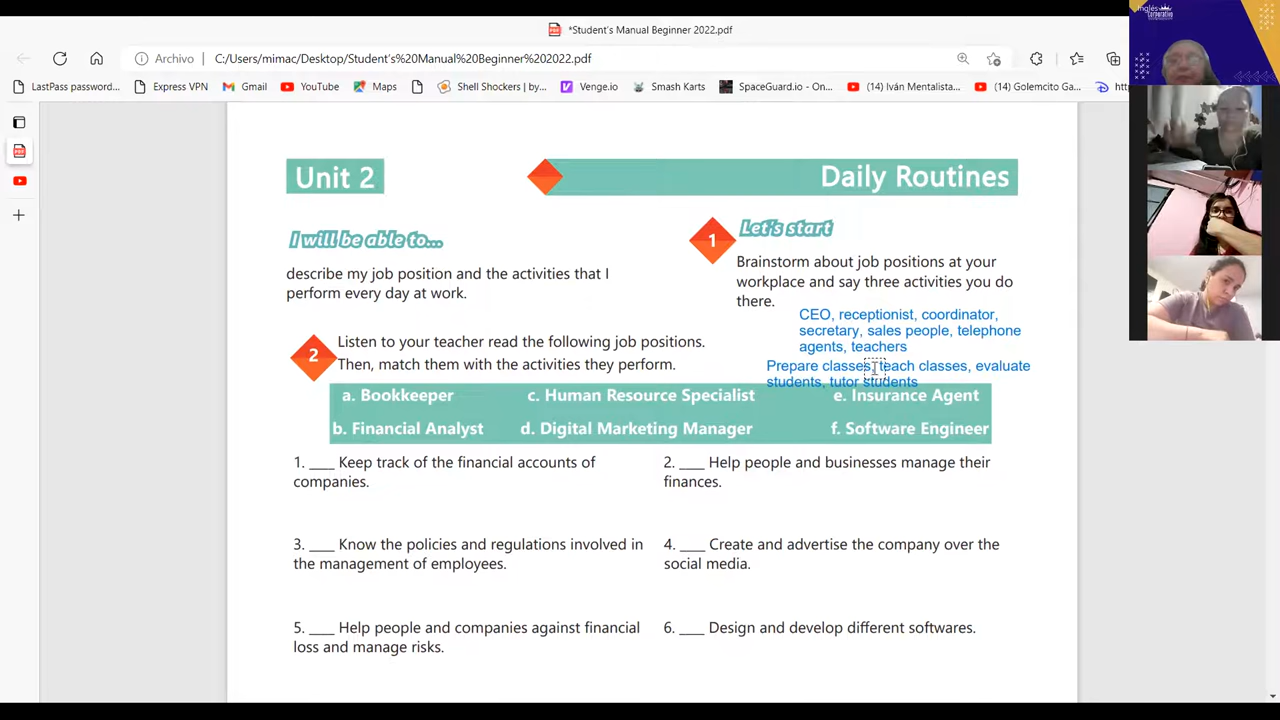 *Student's Manual Beginner 2022.pdf
Archivo
C:/Users/mimac/Desktop/Student's%20Manual%20Beginner%202022.pdf
LastPass password...
Express VPN
Gmail
YouTube
Maps
Shell Shockers | by...
Venge.io
Smash Karts
SpaceGuard.io - On...
(14) Iván Mentalista...
(14) Golemcito Ga...
htt
Inglés
Corporativo
Unit 2
Daily Routines
I will be able to...
describe my job position and the activities that I
perform every day at work.
1
Let's start
Brainstorm about job positions at your
workplace and say three activities you do
there.
CEO, receptionist, coordinator,
secretary, sales people, telephone
agents, teachers
Prepare classes, teach classes, evaluate
students, tutor students
2
Listen to your teacher read the following job positions.
Then, match them with the activities they perform.
a. Bookkeeper
c. Human Resource Specialist
e. Insurance Agent
b. Financial Analyst
d. Digital Marketing Manager
f. Software Engineer
1. ___ Keep track of the financial accounts of
companies.
2. ___ Help people and businesses manage their
finances.
3. ___ Know the policies and regulations involved in
the management of employees.
4. ___ Create and advertise the company over the
social media.
5. ___ Help people and companies against financial
loss and manage risks.
6. ___ Design and develop different softwares.